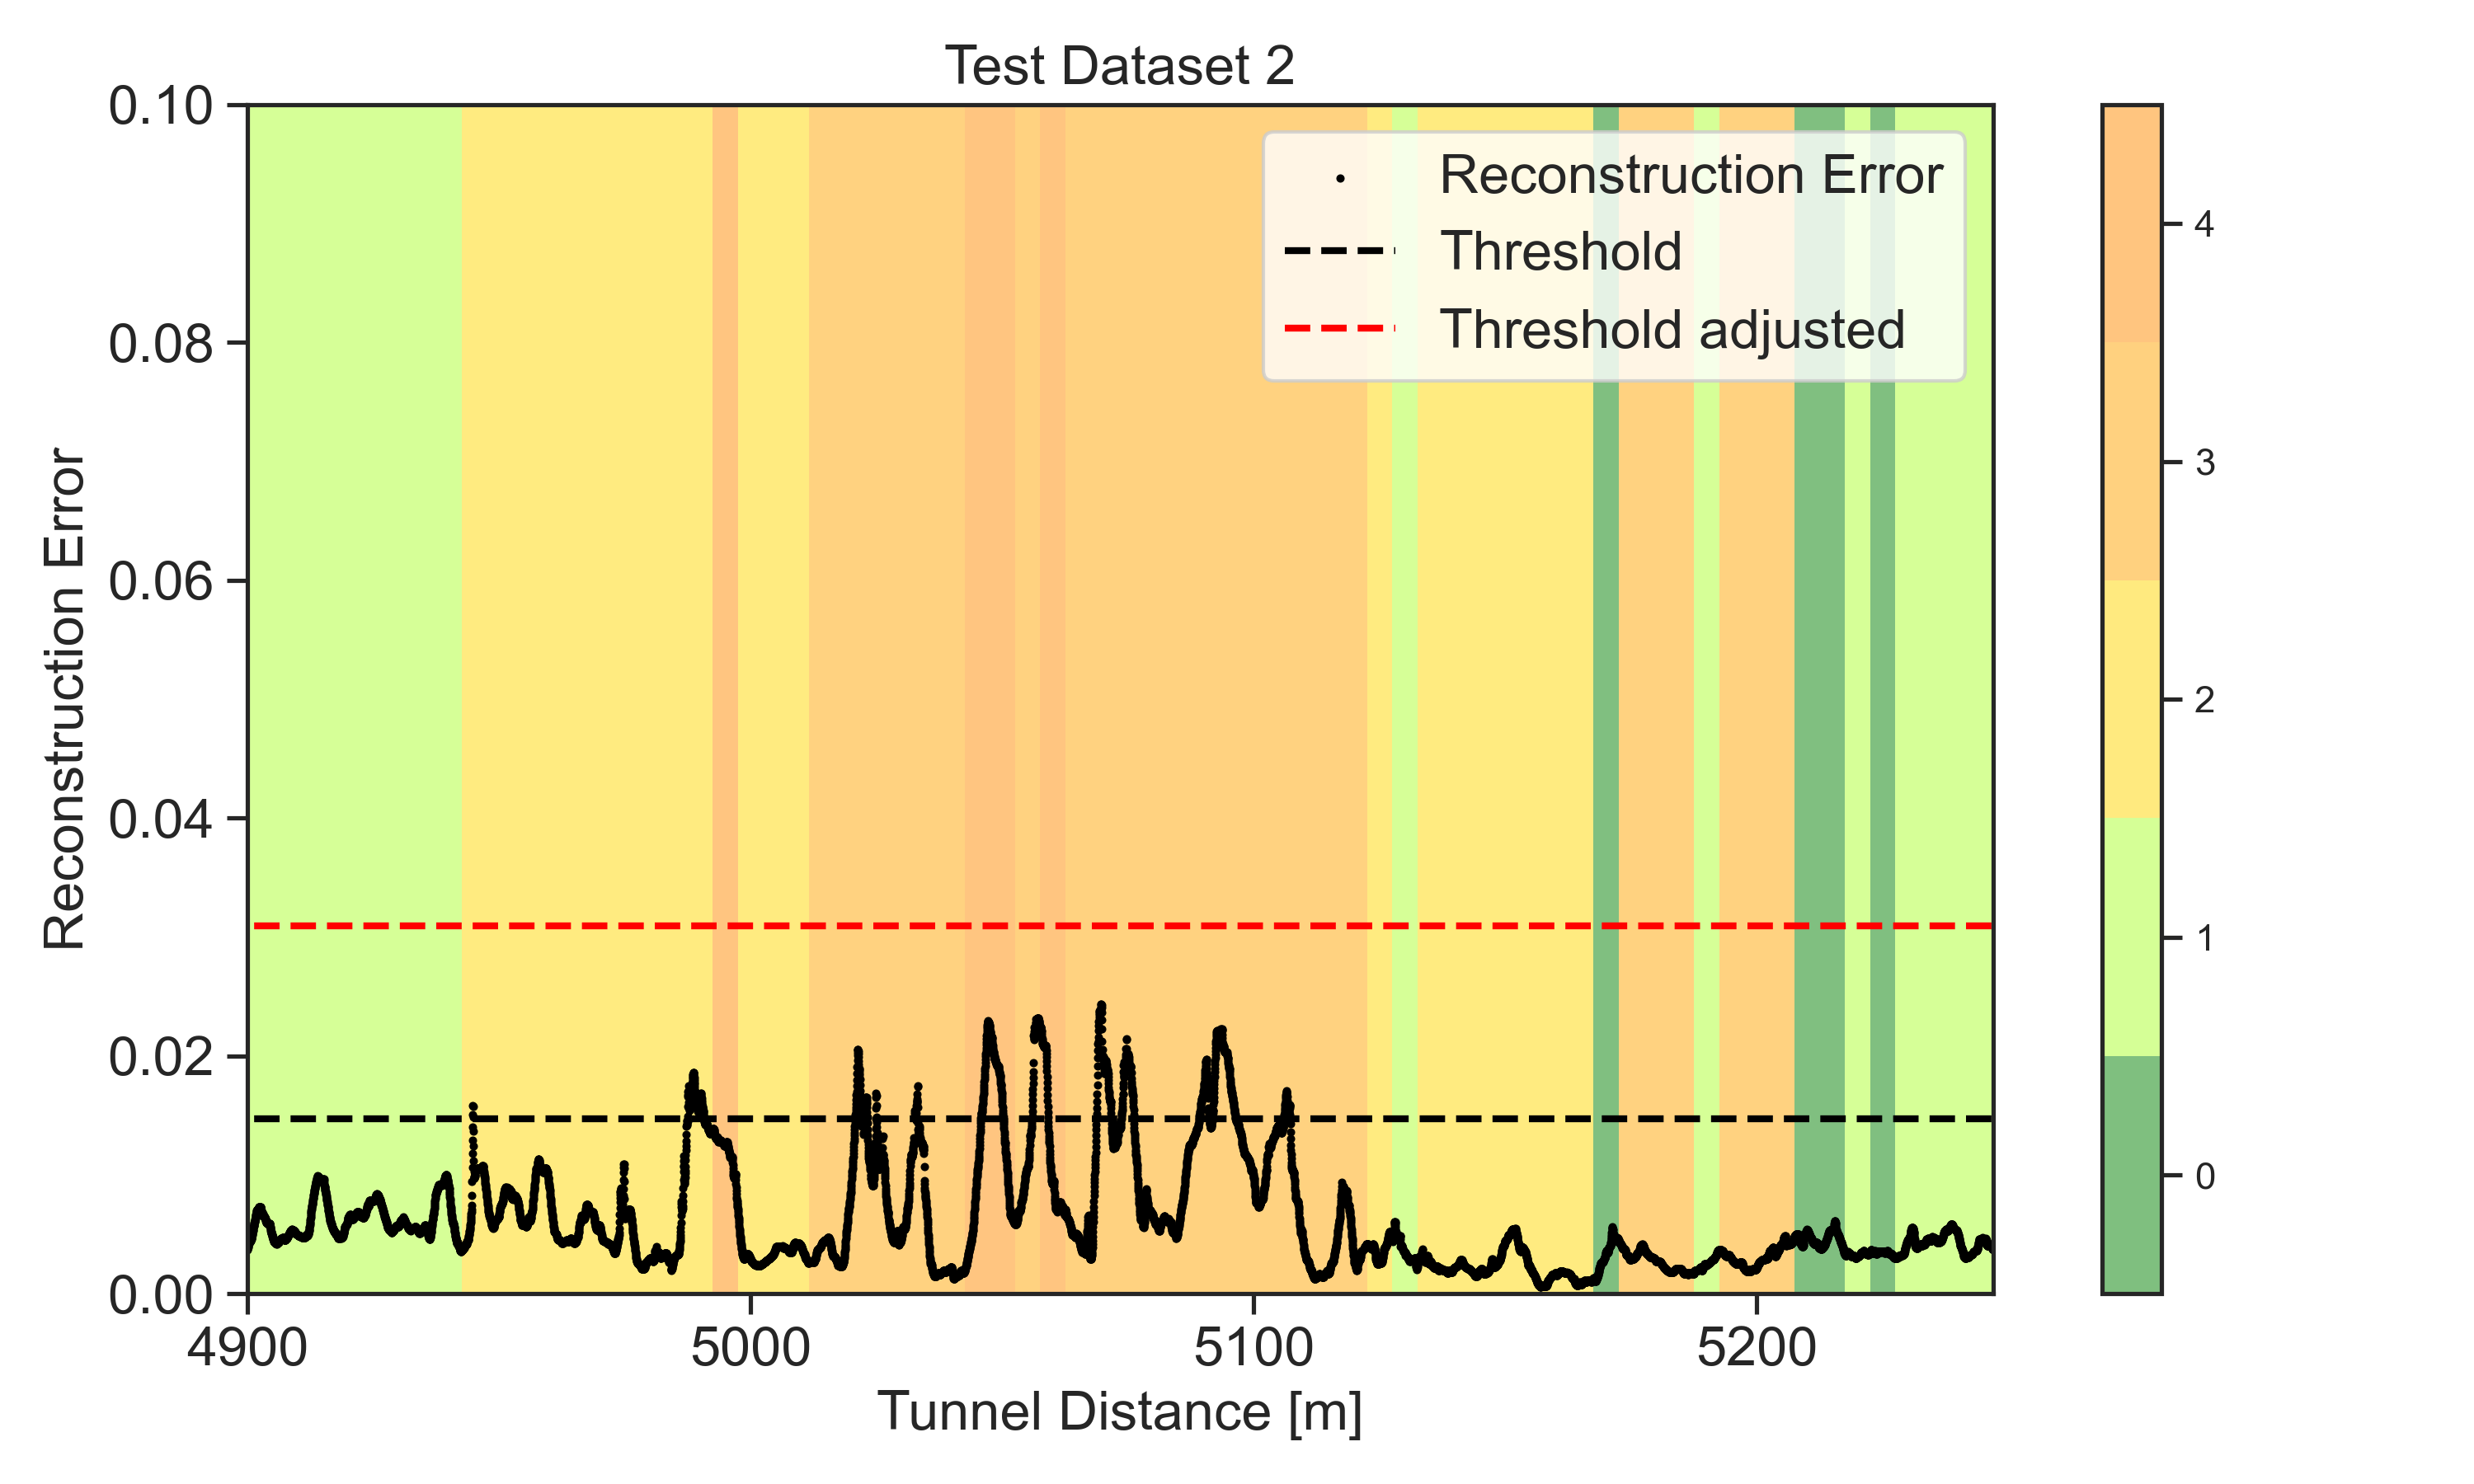 Test Dataset 2
0.10
0.08
0.06
0.04
0.02
0.00
Reconstruction Error
Reconstruction Error
Threshold
Threshold adjusted
4900
5000
5100
5200
Tunnel Distance [m]
4
3
2
1
0